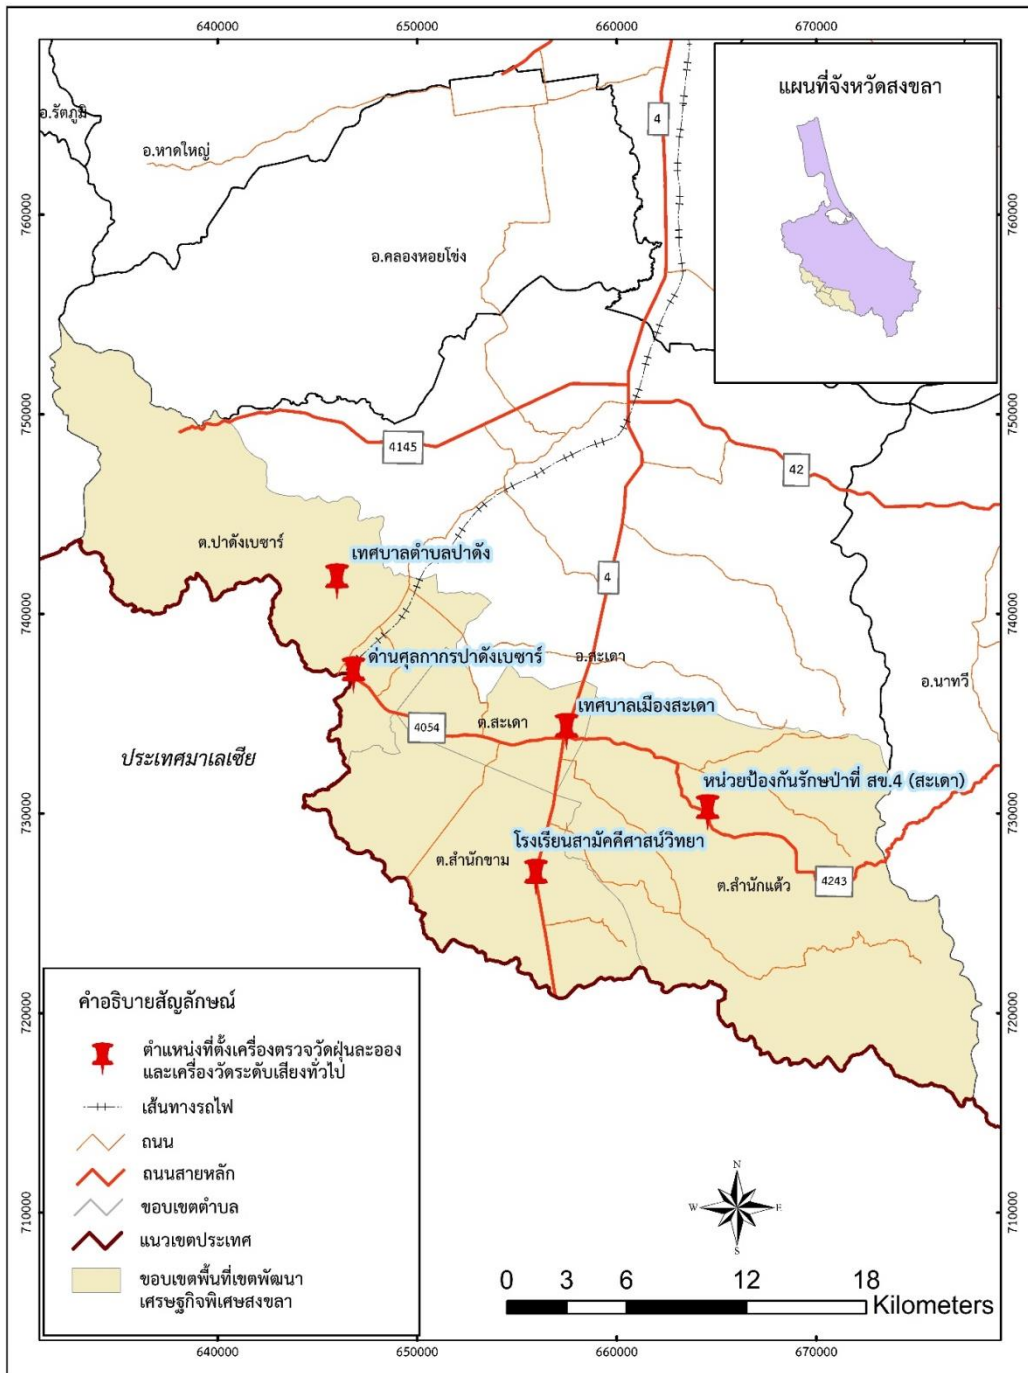 640000
650000
660000
670000
แผนที่จังหวัดสงขลา
อ.รัตภูมิ
4
อ.หาดใหญ่
760000
760000
อ.คลองหอยโข่ง
750000
750000
4145
42
ต.ปาดังเบซาร์
เทศบาลตำบลปาดัง
4
740000
740000
ด่านศุลกากรปาดังเบซาร์
อ.สะเดา
อ.นาทวี
เทศบาลเมืองสะเดา
4054
ต.สะเดา
ประเทศมาเลเซีย
หน่วยป้องกันรักษป่าที่ สข.4 (สะเดา)
730000
730000
โรงเรียนสามัคคีศาสน์วิทยา
ต.สำนักขาม
ต.สำนักแต้ว
4243
720000
720000
คำอธิบายสัญลักษณ์
ตำแหน่งที่ตั้งเครื่องตรวจวัดฝุ่นละออง
และเครื่องวัดระดับเสียงทั่วไป
เส้นทางรถไฟ
ถนน
ถนนสายหลัก
ขอบเขตตำบล
แนวเขตประเทศ
ขอบเขตพื้นที่เขตพัฒนา
เศรษฐกิจพิเศษสงขลา
710000
710000
N
W E
S
0 3 6 12 18
Kilometers
640000
650000
660000
670000